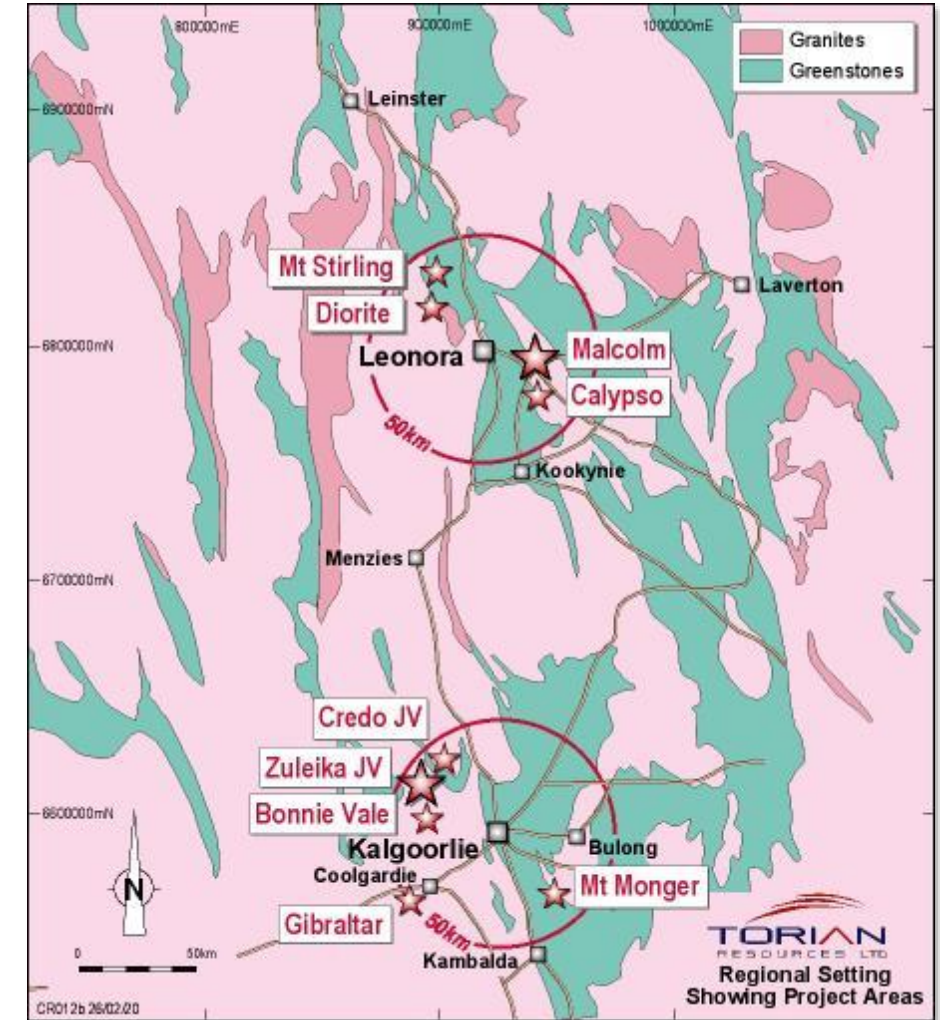 800000mE
900000mE
1000000mE
Granites
Greenstones
6900000mN
Leinster
Mt Stirling
Laverton
Diorite
6800000mN
Leonora
Malcolm
Calypso
50km
Kookynie
Menzies
6700000mN
Credo JV
Zuleika JV
Bonnie Vale
6600000mN
Kalgoorlie
Bulong
Coolgardie
Mt Monger
N
Gibraltar
50km
TORIAN
RESOURCES LTD
0 50km
Kambalda
Regional Setting
Showing Project Areas
CR012b 26/02/20